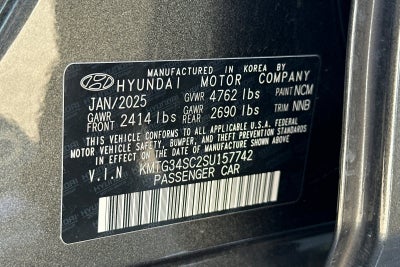 MANUFACTURED IN KOREA BY
HYUNDAI MOTOR COMPANY
JAN/2025 GVWR 4762 lbs PAINT NCM
GAWR FRONT 2414 lbs GAWR REAR 2690 lbs TRIM NNB
THIS VEHICLE CONFORMS TO ALL APPLICABLE U.S.A. FEDERAL
MOTOR VEHICLE SAFETY, BUMPER, AND THEFT PREVENTION STANDARDS
IN EFFECT ON THE DATE OF MANUFACTURE SHOWN ABOVE.
V.I.N KMTG34SC2SU157742
PASSENGER CAR